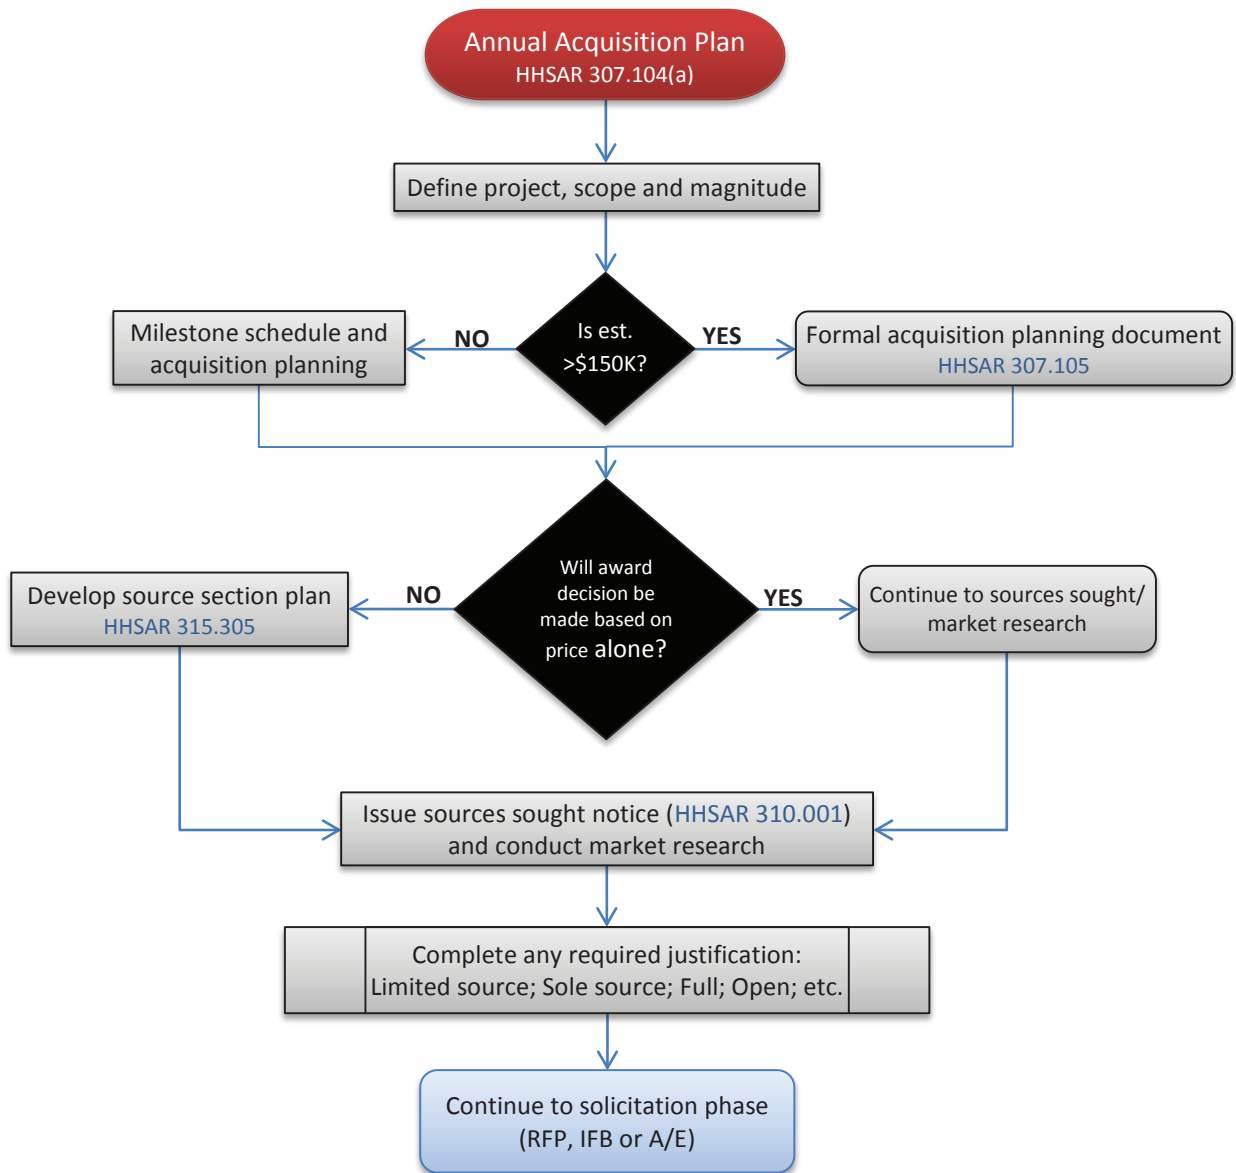 Annual Acquisition Plan
HHSAR 307.104(a)
Define project, scope and magnitude
Is est.
>$150K?
NO
YES
Milestone schedule and
acquisition planning
Formal acquisition planning document
HHSAR 307.105
Will award
decision be
made based on
price alone?
NO
YES
Develop source section plan
HHSAR 315.305
Continue to sources sought/
market research
Issue sources sought notice (HHSAR 310.001)
and conduct market research
Complete any required justification:
Limited source; Sole source; Full; Open; etc.
Continue to solicitation phase
(RFP, IFB or A/E)